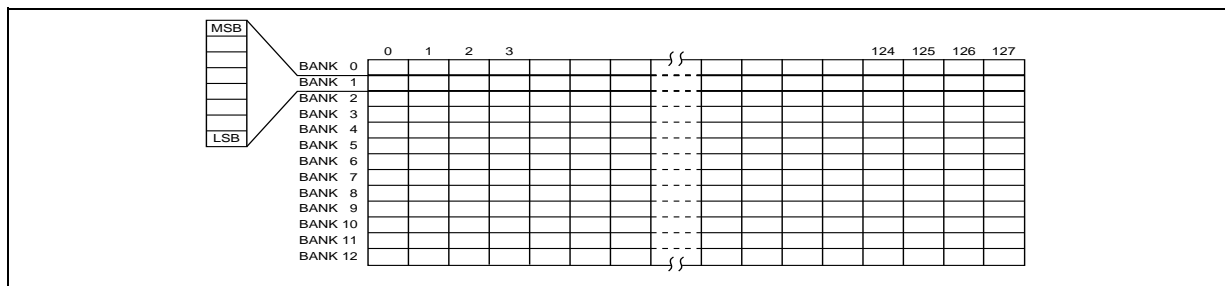 MSB
LSB
0 1 2 3 124 125 126 127
BANK 0
BANK 1
BANK 2
BANK 3
BANK 4
BANK 5
BANK 6
BANK 7
BANK 8
BANK 9
BANK 10
BANK 11
BANK 12